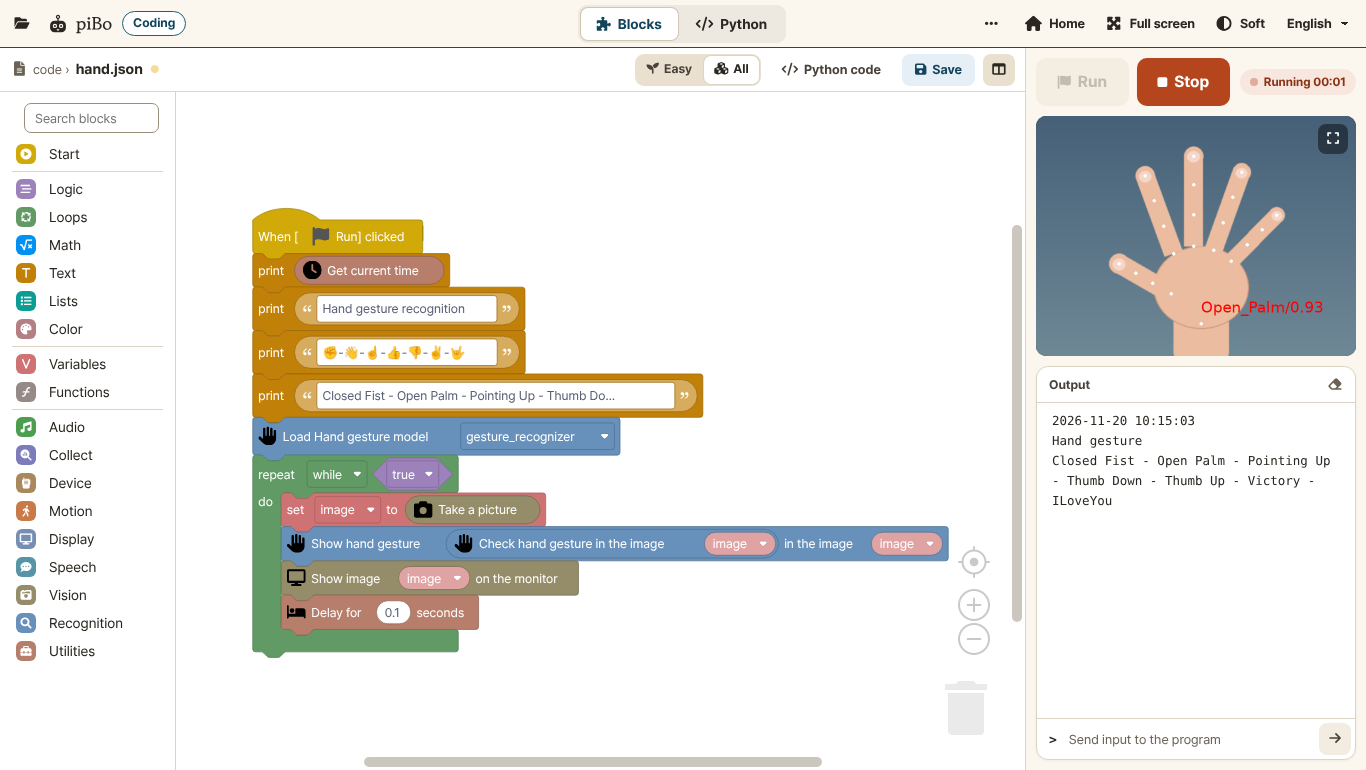 piBo
Coding
Blocks
</> Python
Home
Full screen
Soft
English
code › hand.json
Easy
All
</> Python code
Save
Run
Stop
Running 00:01
Search blocks
Start
Logic
Loops
Math
Text
Lists
Color
Variables
Functions
Audio
Collect
Device
Motion
Display
Speech
Vision
Recognition
Utilities
When [ Run] clicked
print Get current time
print “ Hand gesture recognition ”
print “ ✊-👋-☝-👍-👎-✌-🤟 ”
print “ Closed Fist - Open Palm - Pointing Up - Thumb Do... ”
Load Hand gesture model gesture_recognizer
repeat while true
do
set image to Take a picture
Show hand gesture Check hand gesture in the image image in the image image
Show image image on the monitor
Delay for 0.1 seconds
Open_Palm/0.93
Output
2026-11-20 10:15:03
Hand gesture
Closed Fist - Open Palm - Pointing Up
- Thumb Down - Thumb Up - Victory -
ILoveYou
> Send input to the program